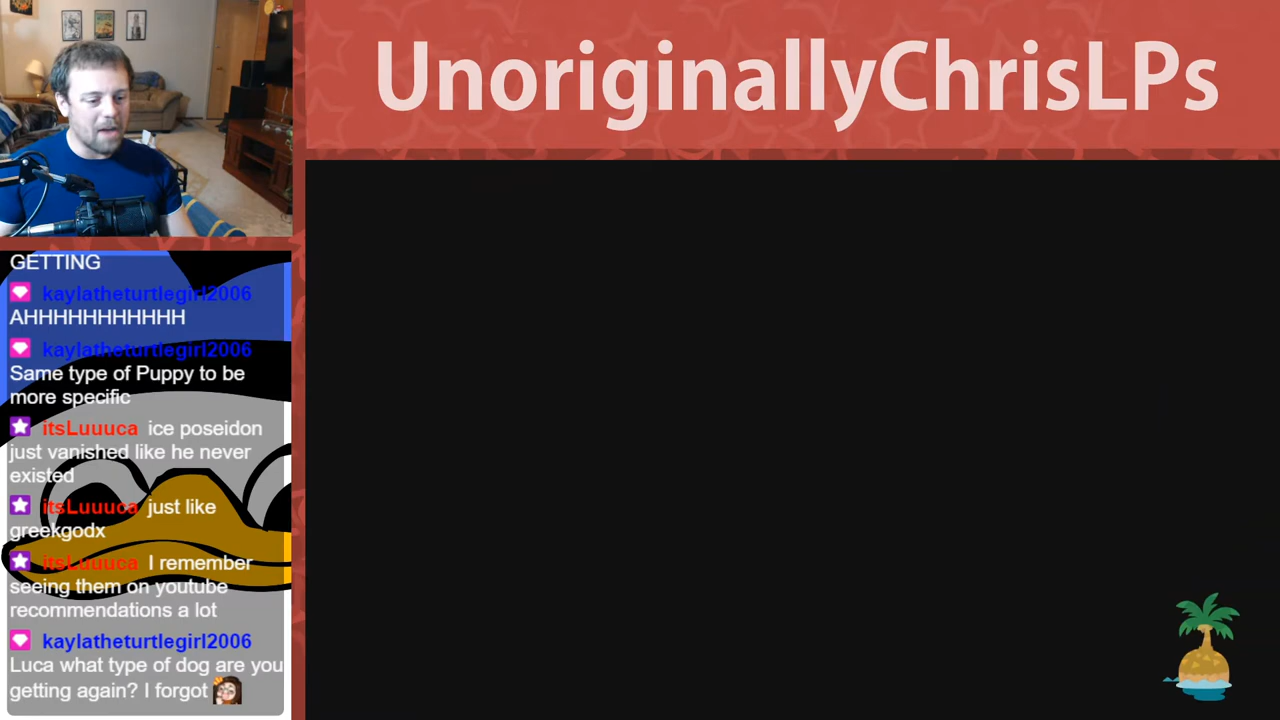 UnoriginallyChrisLPs
GETTING
kaylatheturtlegirl2006
AHHHHHHHHHHH
kaylatheturtlegirl2006
Same type of Puppy to be
more specific
itsLuuuca ice poseidon
just vanished like he never
existed
itsLuuuca just like
greekgodx
itsLuuuca I remember
seeing them on youtube
recommendations a lot
kaylatheturtlegirl2006
Luca what type of dog are you
getting again? I forgot